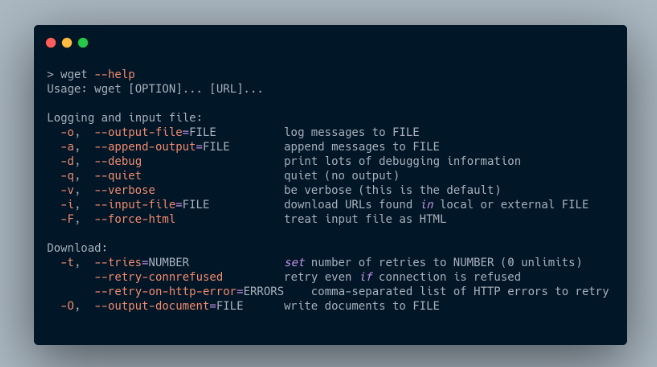 > wget --help
Usage: wget [OPTION]... [URL]...

Logging and input file:
  -o,  --output-file=FILE          log messages to FILE
  -a,  --append-output=FILE        append messages to FILE
  -d,  --debug                     print lots of debugging information
  -q,  --quiet                     quiet (no output)
  -v,  --verbose                   be verbose (this is the default)
  -i,  --input-file=FILE           download URLs found in local or external FILE
  -F,  --force-html                treat input file as HTML

Download:
  -t,  --tries=NUMBER              set number of retries to NUMBER (0 unlimits)
       --retry-connrefused         retry even if connection is refused
       --retry-on-http-error=ERRORS    comma-separated list of HTTP errors to retry
  -O,  --output-document=FILE      write documents to FILE